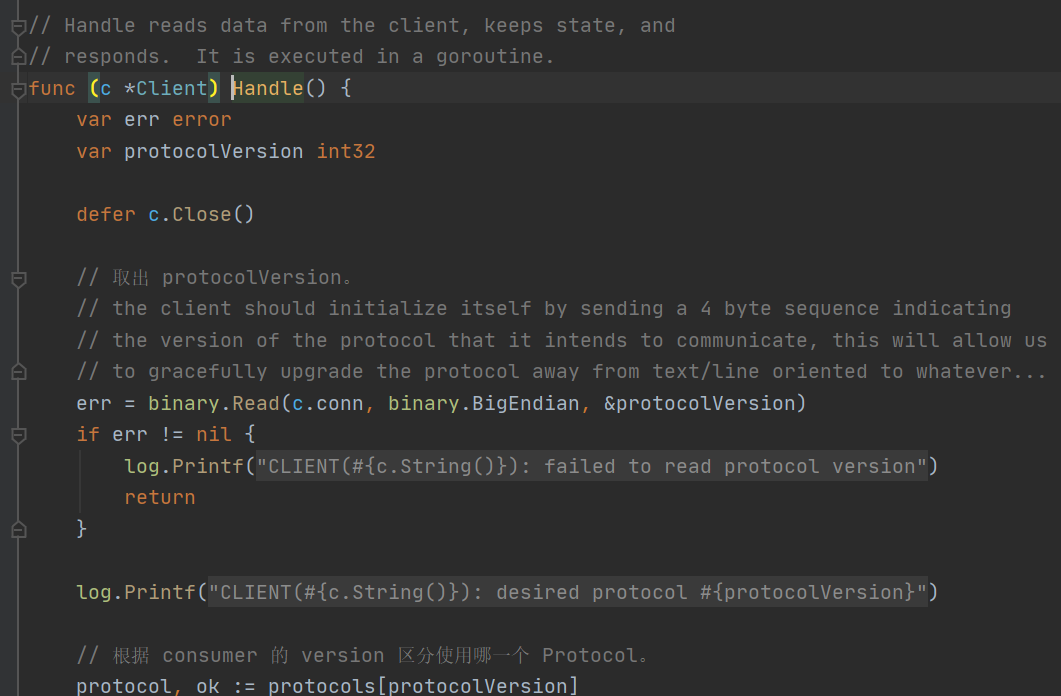 // Handle reads data from the client, keeps state, and
// responds.  It is executed in a goroutine.
func (c *Client) Handle() {
    var err error
    var protocolVersion int32
    defer c.Close()
    // 取出 protocolVersion。
    // the client should initialize itself by sending a 4 byte sequence indicating
    // the version of the protocol that it intends to communicate, this will allow us
    // to gracefully upgrade the protocol away from text/line oriented to whatever...
    err = binary.Read(c.conn, binary.BigEndian, &protocolVersion)
    if err != nil {
        log.Printf("CLIENT(#{c.String()}): failed to read protocol version")
        return
    }
    log.Printf("CLIENT(#{c.String()}): desired protocol #{protocolVersion}")
    // 根据 consumer 的 version 区分使用哪一个 Protocol。
    protocol, ok := protocols[protocolVersion]